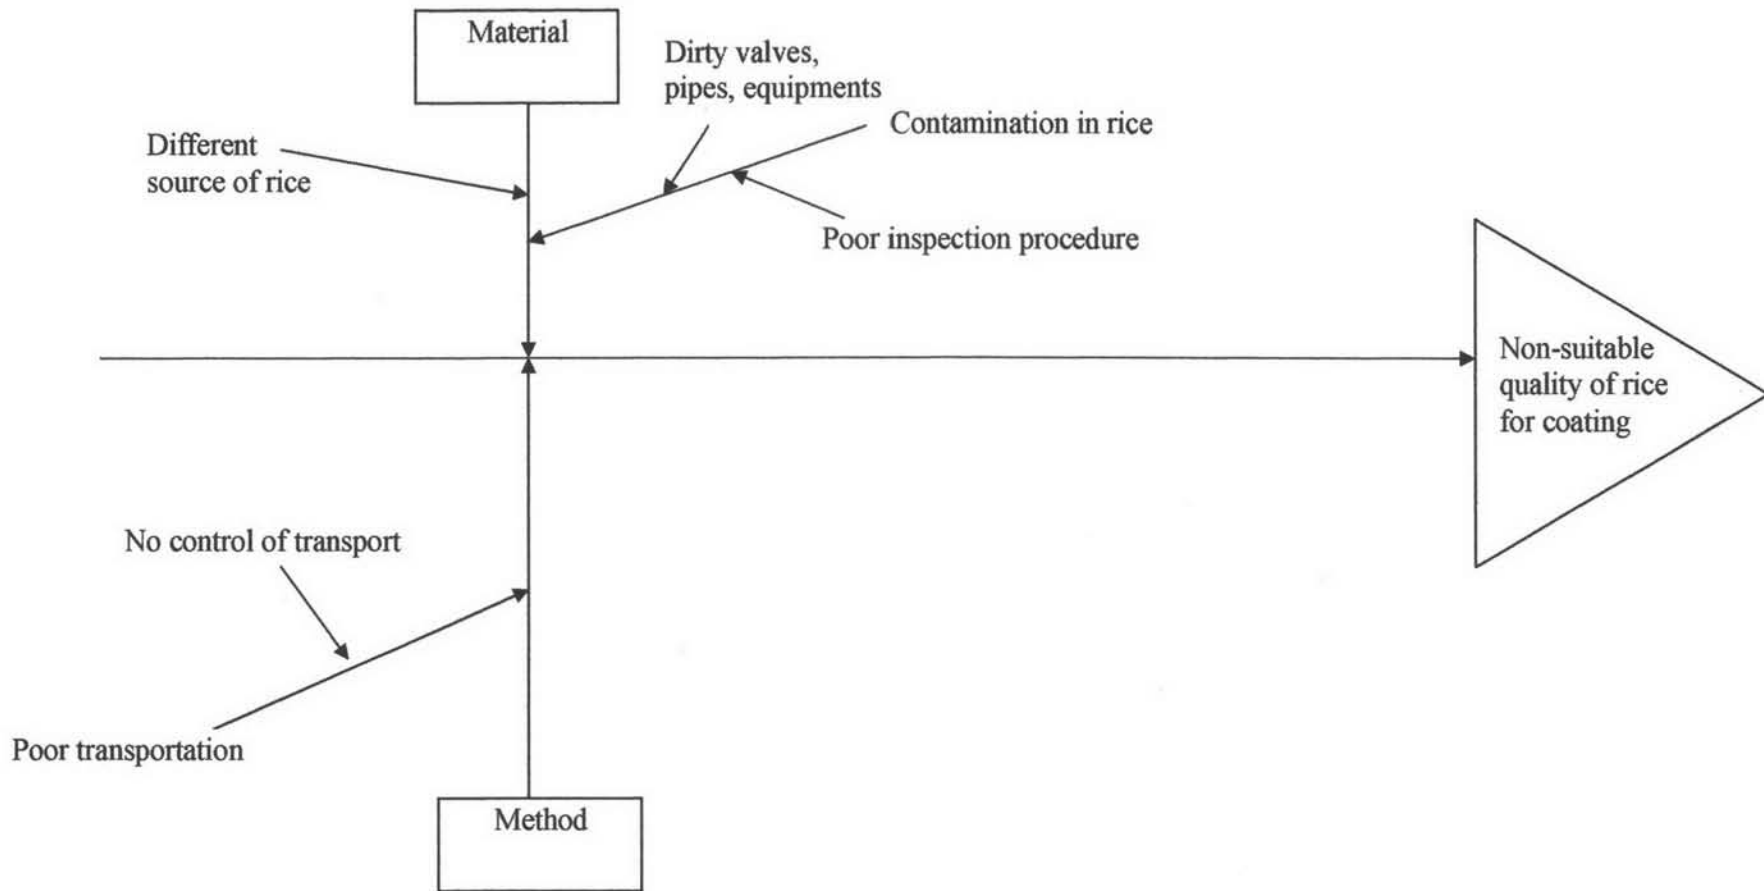 Material
Dirty valves,
pipes, equipments
Contamination in rice
Different
source of rice
Poor inspection procedure
Non-suitable
quality of rice
for coating
No control of transport
Poor transportation
Method